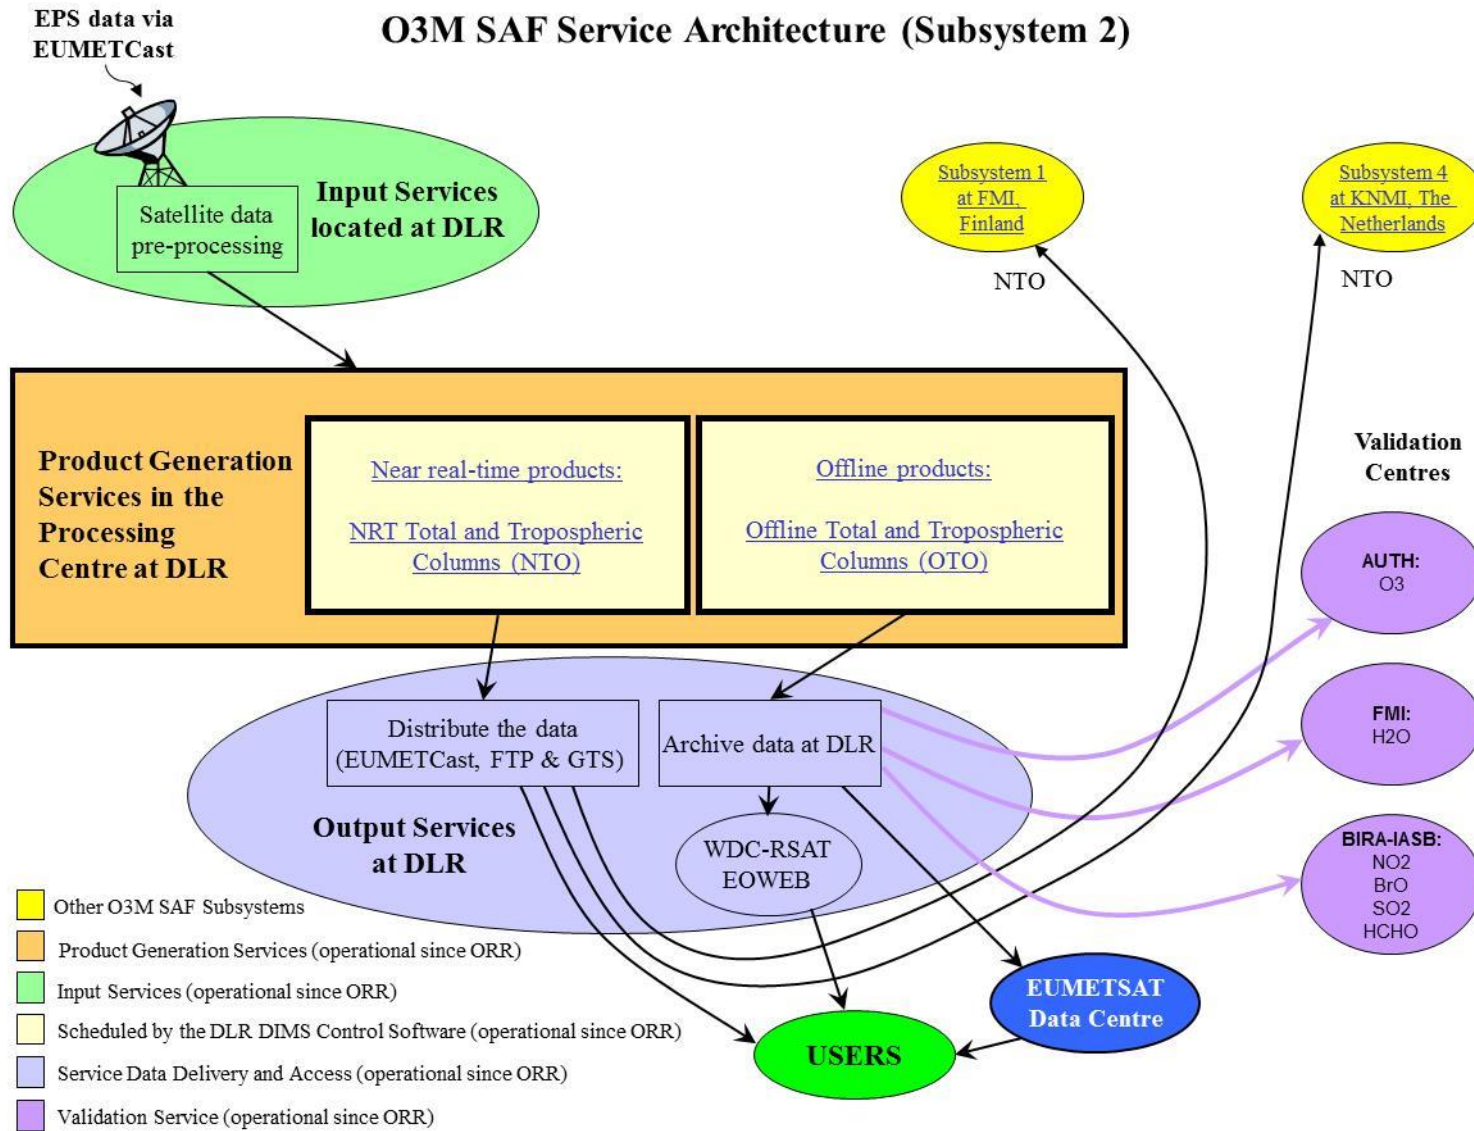 EPS data via
EUMETCast
O3M SAF Service Architecture (Subsystem 2)
Input Services
located at DLR
Satellite data
pre-processing
Subsystem 1
at FMI,
Finland
NTO
Subsystem 4
at KNMI, The
Netherlands
NTO
Product Generation
Services in the
Processing
Centre at DLR
Near real-time products:
NRT Total and Tropospheric
Columns (NTO)
Offline products:
Offline Total and Tropospheric
Columns (OTO)
Validation
Centres
AUTH:
O3
FMI:
H2O
BIRA-IASB:
NO2
BrO
SO2
HCHO
Distribute the data
(EUMETCast, FTP & GTS)
Archive data at DLR
Output Services
at DLR
WDC-RSAT
EOWEB
EUMETSAT
Data Centre
USERS
Other O3M SAF Subsystems
Product Generation Services (operational since ORR)
Input Services (operational since ORR)
Scheduled by the DLR DIMS Control Software (operational since ORR)
Service Data Delivery and Access (operational since ORR)
Validation Service (operational since ORR)